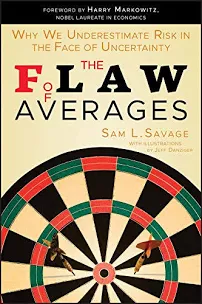 FOREWORD BY HARRY MARKOWITZ,
NOBEL LAUREATE IN ECONOMICS
WHY WE UNDERESTIMATE RISK IN
THE FACE OF UNCERTAINTY
THE
FLAW
OF
AVERAGES
SAM L. SAVAGE
WITH ILLUSTRATIONS
BY JEFF DANZIGER